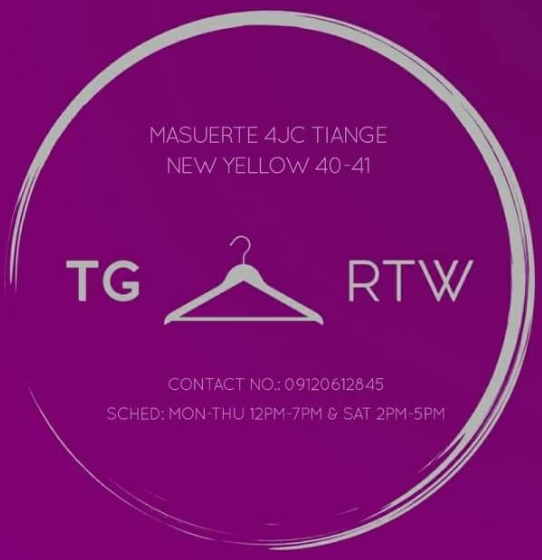 MASUERTE 4JC TIANGE
NEW YELLOW 40-41
TG RTW
CONTACT NO.: 09120612845
SCHED: MON-THU 12PM-7PM & SAT 2PM-5PM